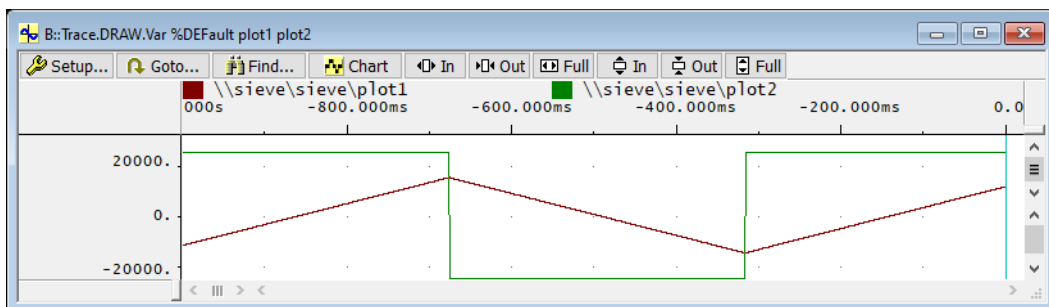 B::Trace.DRAW.Var %DEFault plot1 plot2
Setup... Goto... Find... Chart In Out Full In Out Full
\\sieve\sieve\plot1 \\sieve\sieve\plot2
000s -800.000ms -600.000ms -400.000ms -200.000ms 0.0
20000.
0.
-20000.